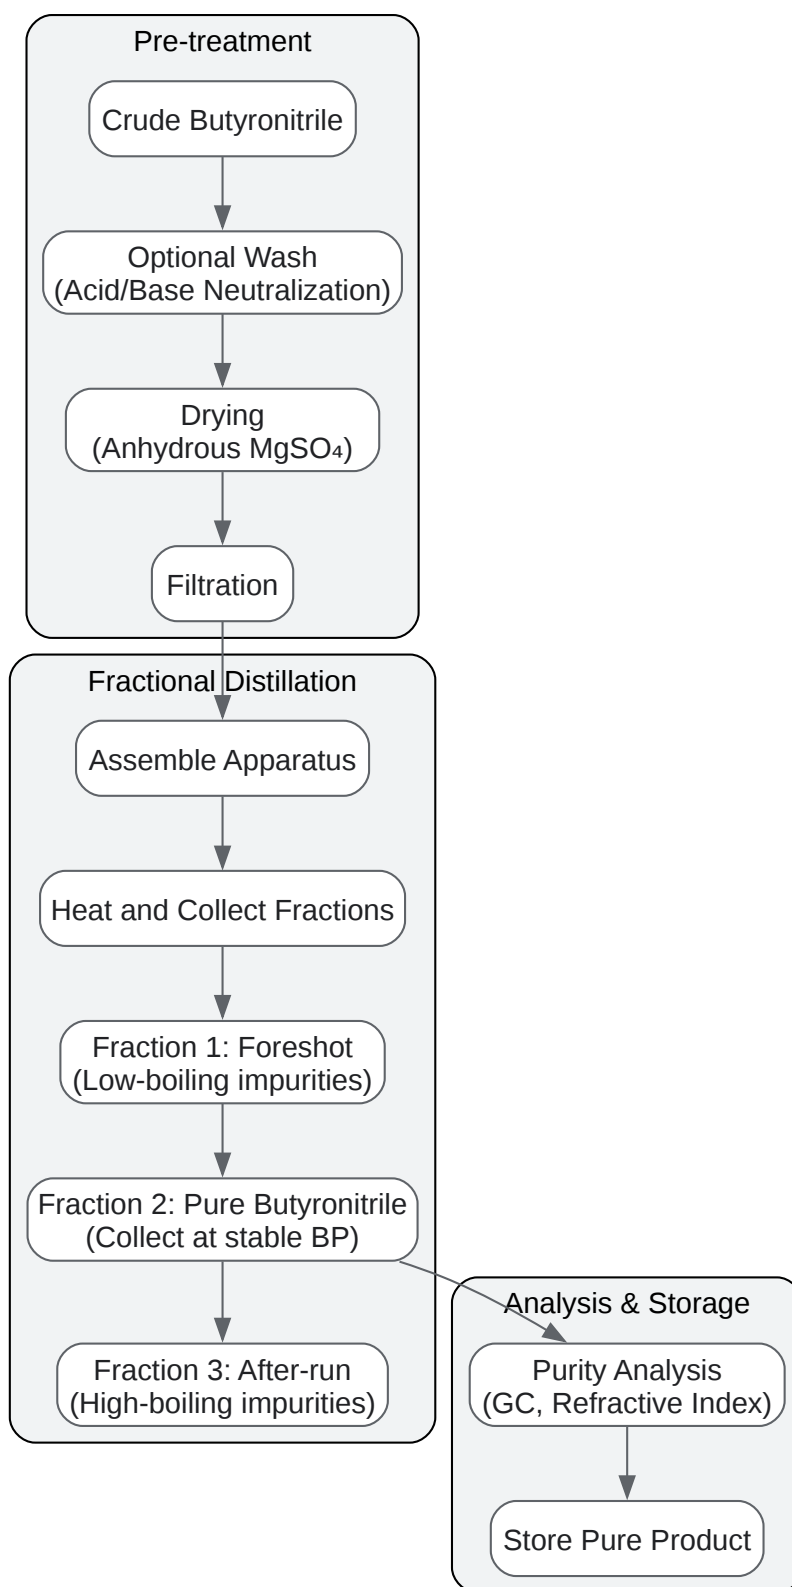 Pre-treatment
Crude Butyronitrile
Optional Wash
(Acid/Base Neutralization)
Drying
(Anhydrous MgSO₄)
Filtration
Fractional Distillation
Assemble Apparatus
Heat and Collect Fractions
Fraction 1: Foreshot
(Low-boiling impurities)
Fraction 2: Pure Butyronitrile
(Collect at stable BP)
Fraction 3: After-run
(High-boiling impurities)
Analysis & Storage
Purity Analysis
(GC, Refractive Index)
Store Pure Product